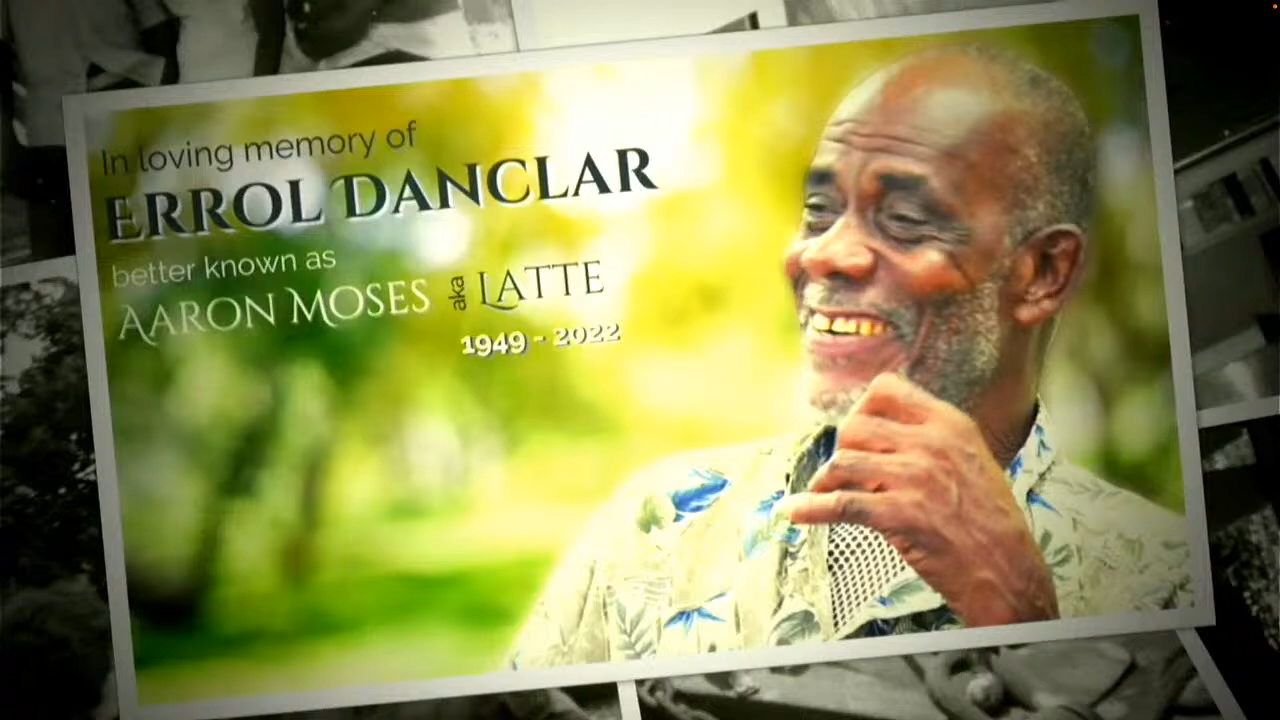 In loving memory of
ERROL DANCLAR
better known as
AARON MOSES aka LATTE
1949 - 2022